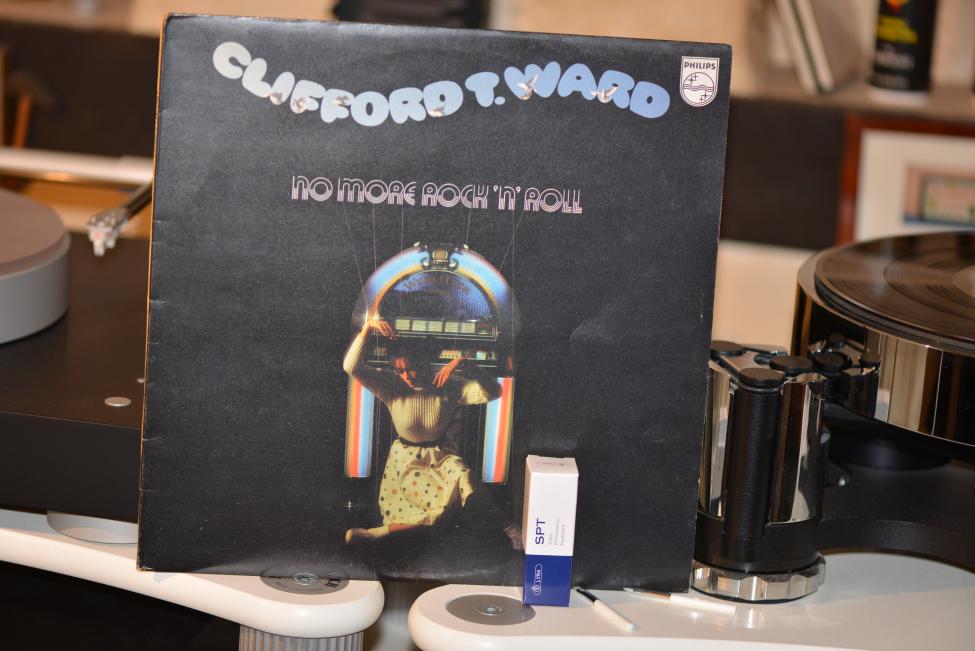 CLIFFORD T. WARD
PHILIPS
NO MORE ROCK 'N' ROLL
SPT
LYRA